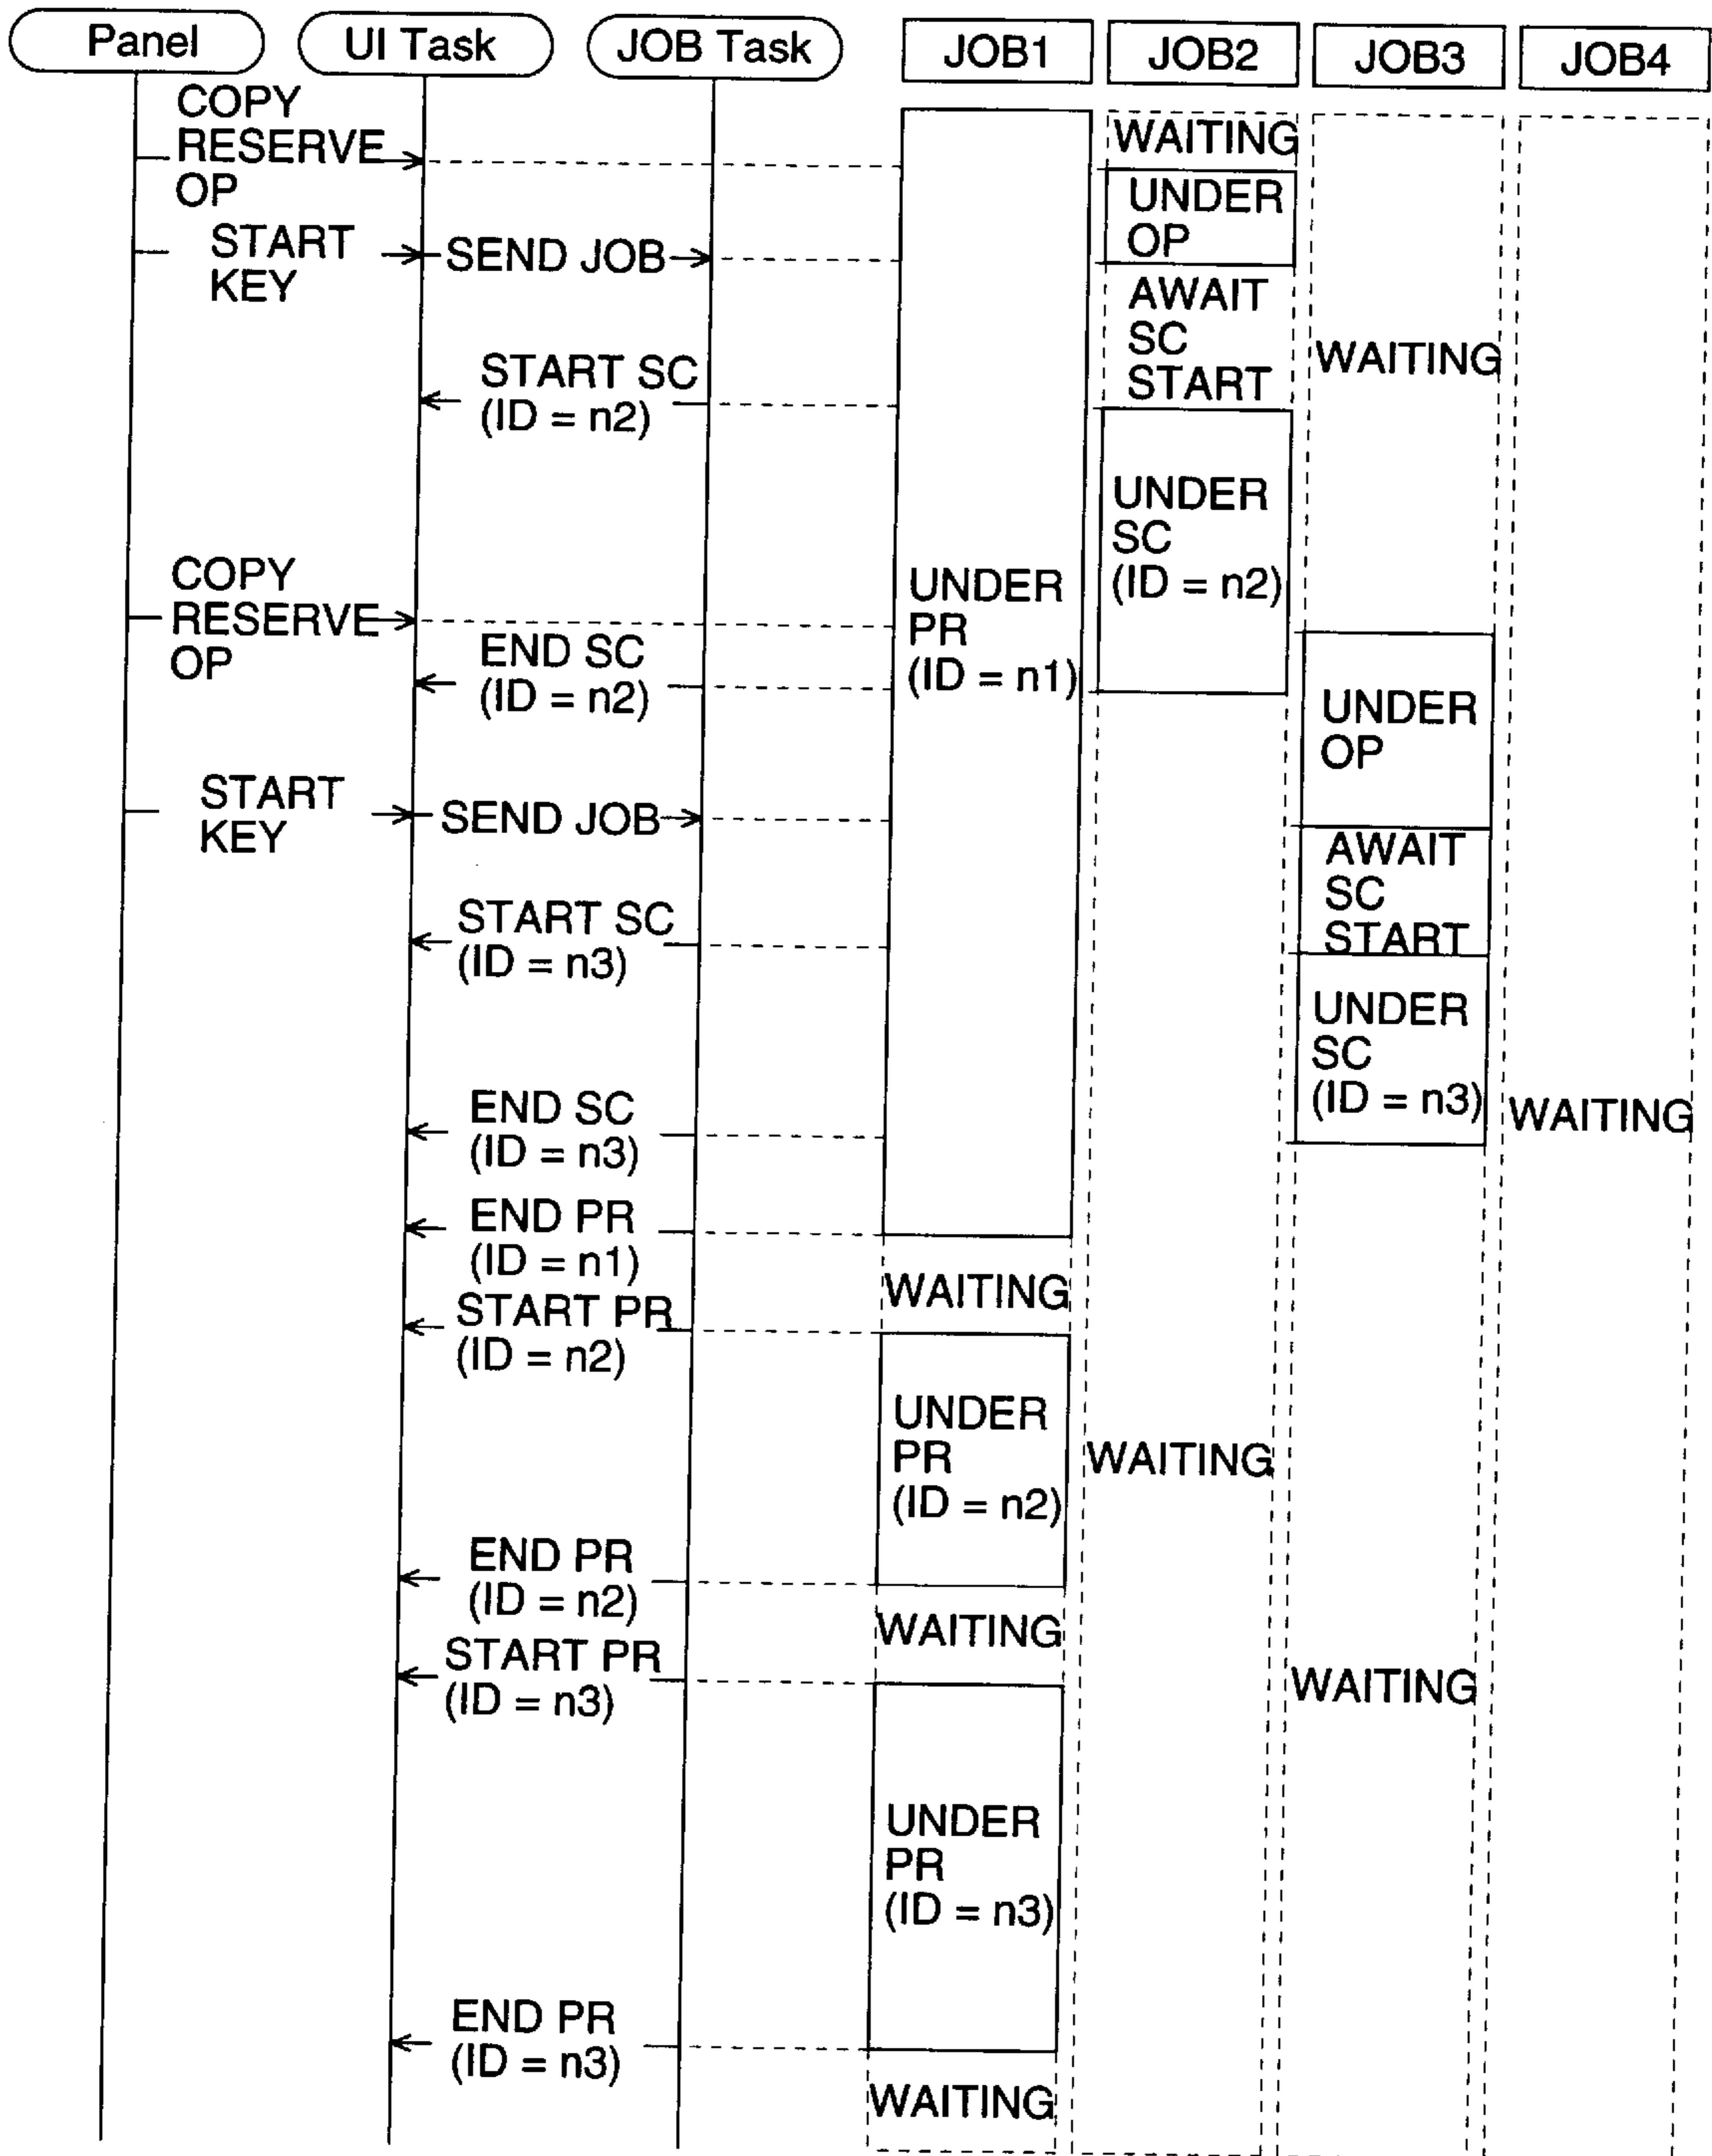 Panel
UI Task
JOB Task
JOB1
JOB2
JOB3
JOB4
COPY
RESERVE
OP
WAITING
UNDER
OP
START
KEY
SEND JOB
AWAIT
SC
START
WAITING
START SC
(ID = n2)
UNDER
SC
(ID = n2)
COPY
RESERVE
OP
UNDER
PR
(ID = n1)
END SC
(ID = n2)
UNDER
OP
START
KEY
SEND JOB
AWAIT
SC
START
START SC
(ID = n3)
UNDER
SC
(ID = n3)
WAITING
END SC
(ID = n3)
END PR
(ID = n1)
WAITING
START PR
(ID = n2)
UNDER
PR
(ID = n2)
WAITING
END PR
(ID = n2)
WAITING
START PR
(ID = n3)
WAITING
UNDER
PR
(ID = n3)
END PR
(ID = n3)
WAITING